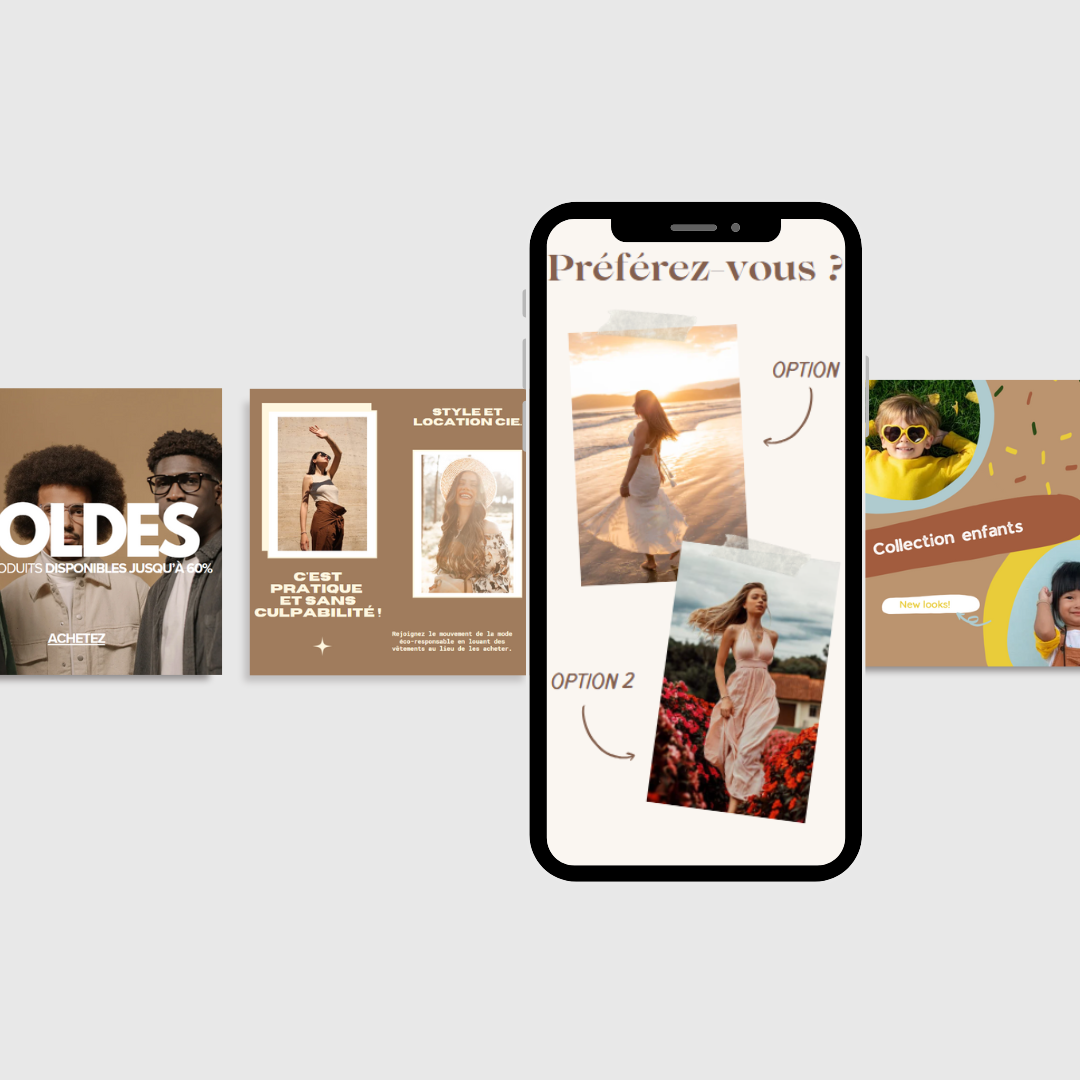 OLDES
ODUITS DISPONIBLES JUSQU'À 60%
ACHETEZ
STYLE ET
LOCATION CIE
C'EST
PRATIQUE
ET SANS
CULPABILITÉ !
Rejoignez le mouvement de la mode
éco-responsable en louant des
vêtements au lieu de les acheter.
Préférez-vous ?
OPTION
OPTION 2
Collection enfants
New looks!